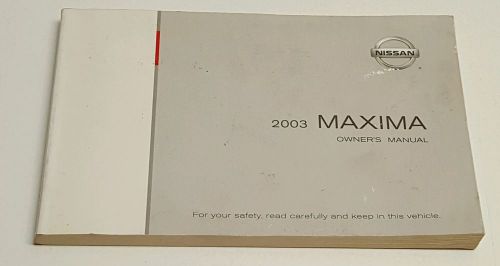 NISSAN
2003 MAXIMA
OWNER'S MANUAL
For your safety, read carefully and keep in this vehicle.